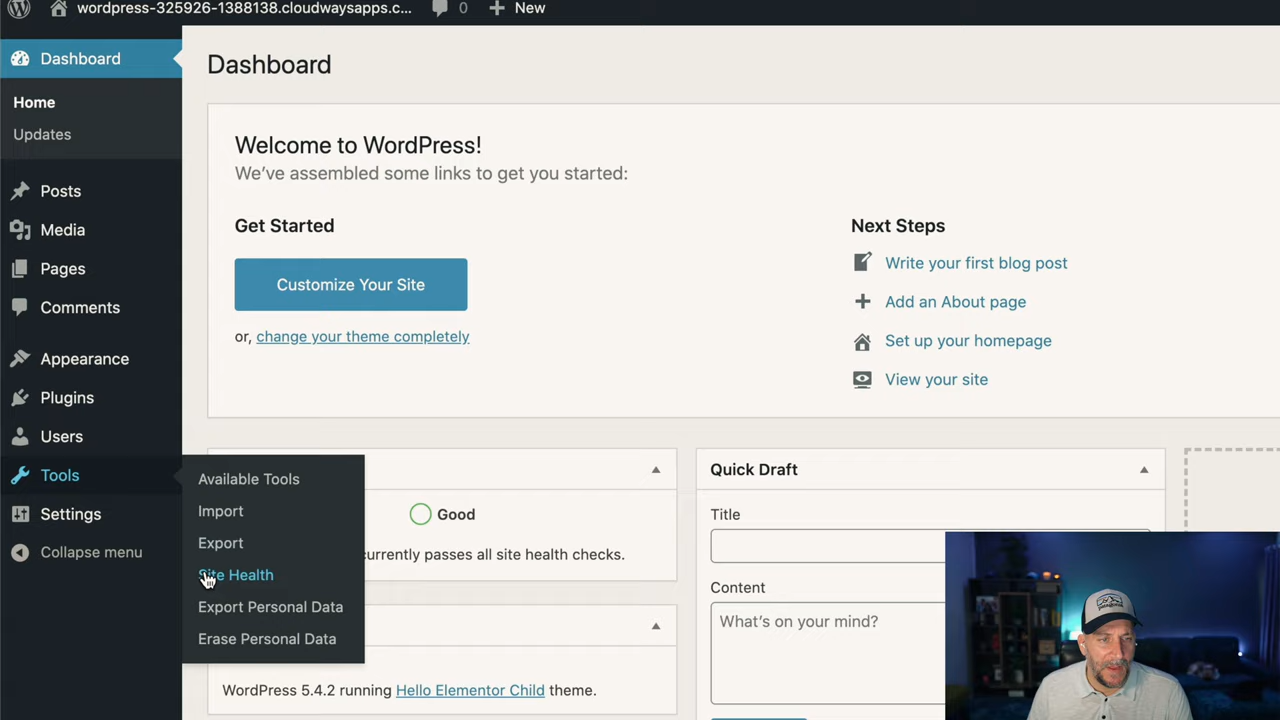 wordpress-325926-1388138.cloudwaysapps.c... 0 New
Dashboard
Home
Updates
Posts
Media
Pages
Comments
Appearance
Plugins
Users
Tools
Settings
Collapse menu
Available Tools
Import
Export
Site Health
Export Personal Data
Erase Personal Data
Dashboard
Welcome to WordPress!
We've assembled some links to get you started:
Get Started
Customize Your Site
or, change your theme completely
Next Steps
Write your first blog post
Add an About page
Set up your homepage
View your site
Good
currently passes all site health checks.
WordPress 5.4.2 running Hello Elementor Child theme.
Quick Draft
Title
Content
What's on your mind?
patagonia